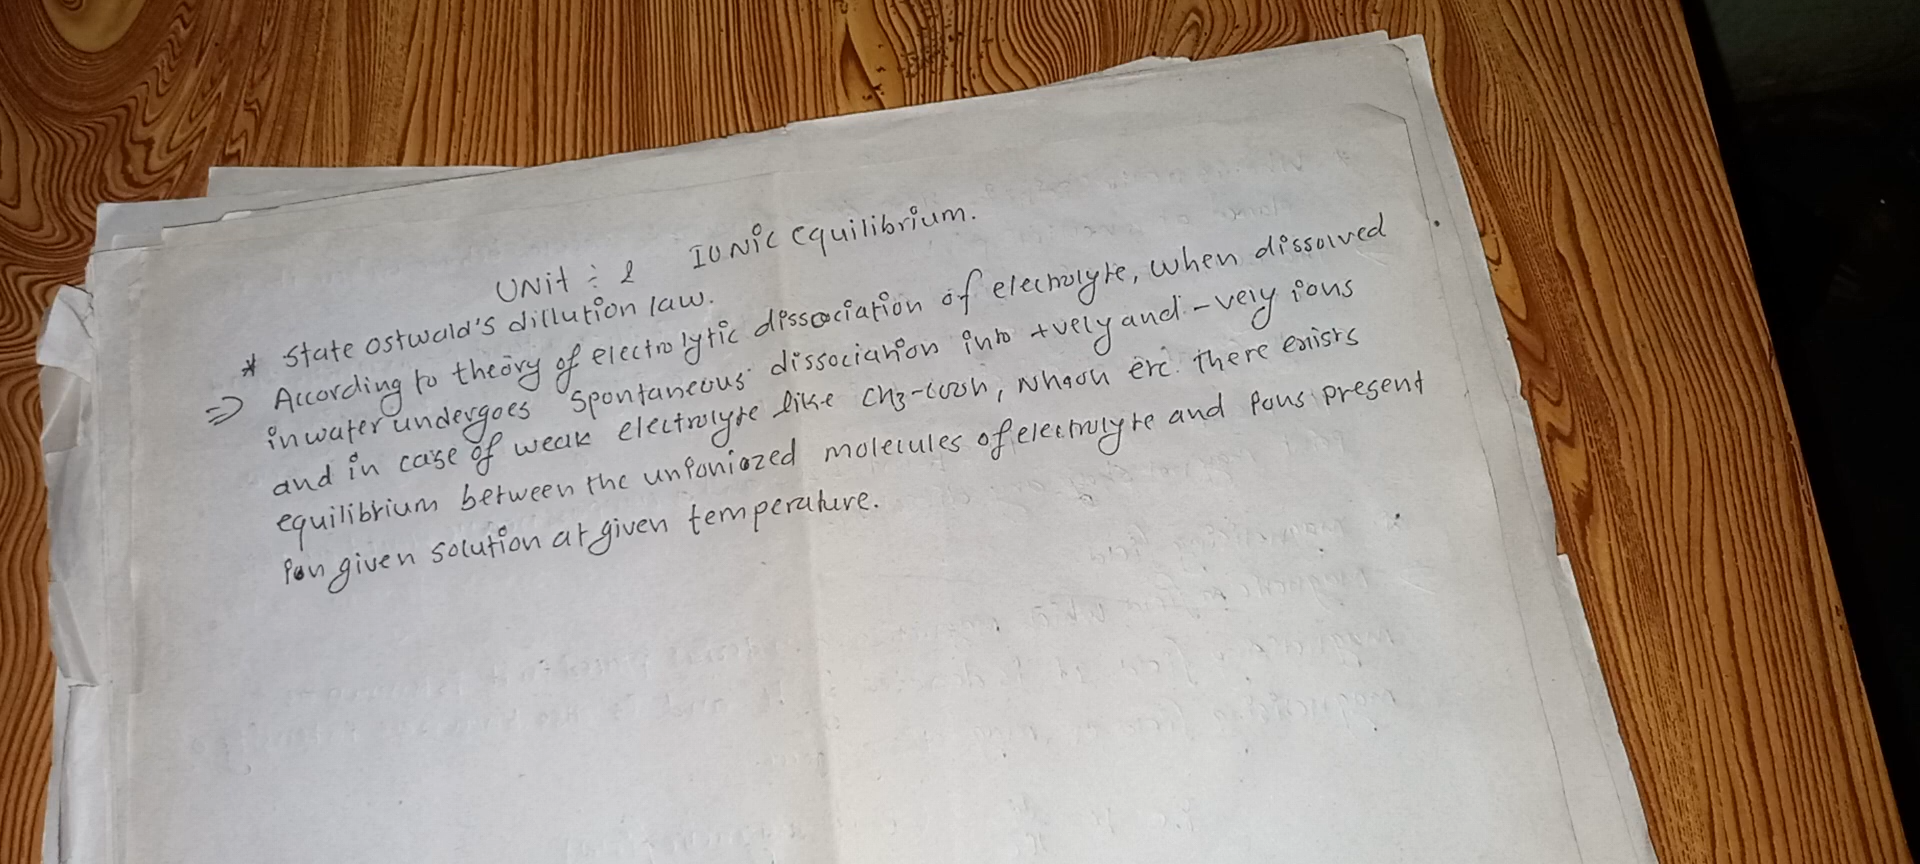 UNit ÷ 2 IONic equilibrium.
* State ostwald's dillution law.
⇒ According to theory of electrolytic dissociation of electrolyte, when dissolved
in water undergoes spontaneous dissociation into +vely and -vely ions
and in case of weak electrolyte like CH3-COOH, NH4OH etc. there exists
equilibrium between the unioniozed molecules of electrolyte and ions present
ion given solution at given temperature.